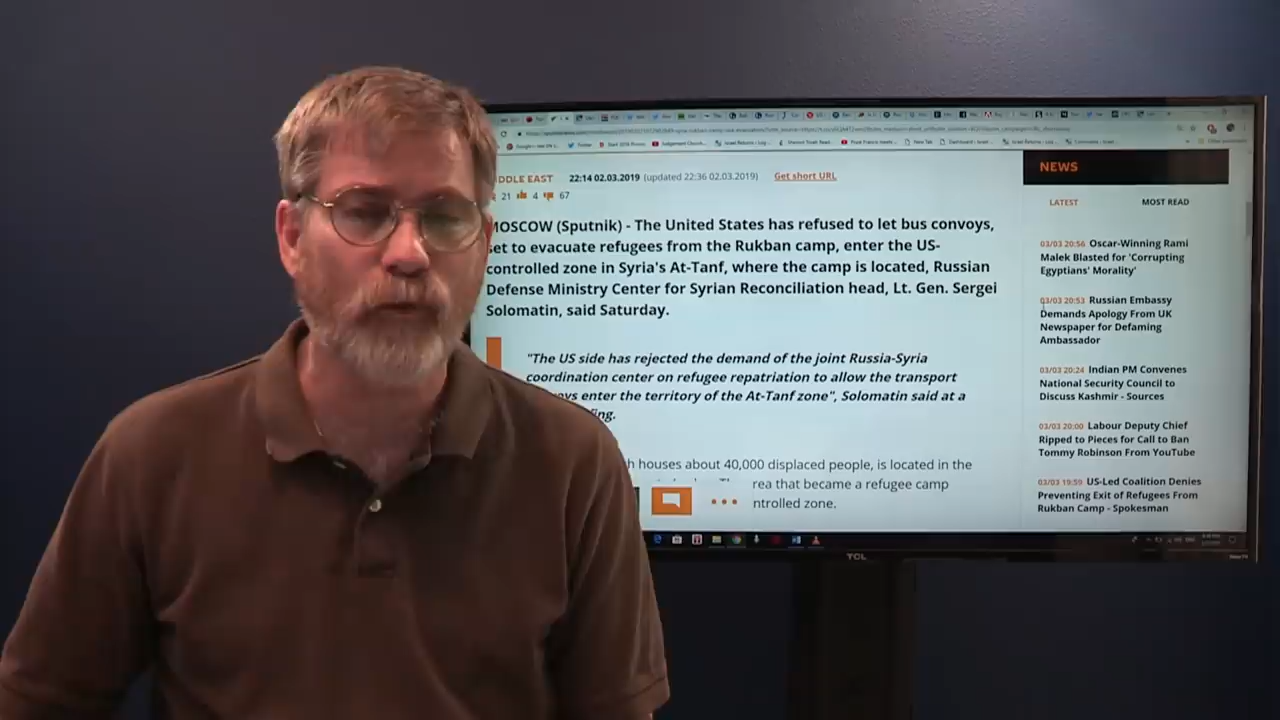 DDLE EAST 22:14 02.03.2019 (updated 22:36 02.03.2019) Get short URL
21 4 67
MOSCOW (Sputnik) - The United States has refused to let bus convoys,
set to evacuate refugees from the Rukban camp, enter the US-
controlled zone in Syria's At-Tanf, where the camp is located, Russian
Defense Ministry Center for Syrian Reconciliation head, Lt. Gen. Sergei
Solomatin, said Saturday.
"The US side has rejected the demand of the joint Russia-Syria
coordination center on refugee repatriation to allow the transport
enter the territory of the At-Tanf zone", Solomatin said at a
houses about 40,000 displaced people, is located in the
rea that became a refugee camp
ntrolled zone.
NEWS
LATEST MOST READ
03/03 20:56 Oscar-Winning Rami
Malek Blasted for 'Corrupting
Egyptians' Morality'
03/03 20:53 Russian Embassy
Demands Apology From UK
Newspaper for Defaming
Ambassador
03/03 20:24 Indian PM Convenes
National Security Council to
Discuss Kashmir - Sources
03/03 20:00 Labour Deputy Chief
Ripped to Pieces for Call to Ban
Tommy Robinson From YouTube
03/03 19:59 US-Led Coalition Denies
Preventing Exit of Refugees From
Rukban Camp - Spokesman
TCL